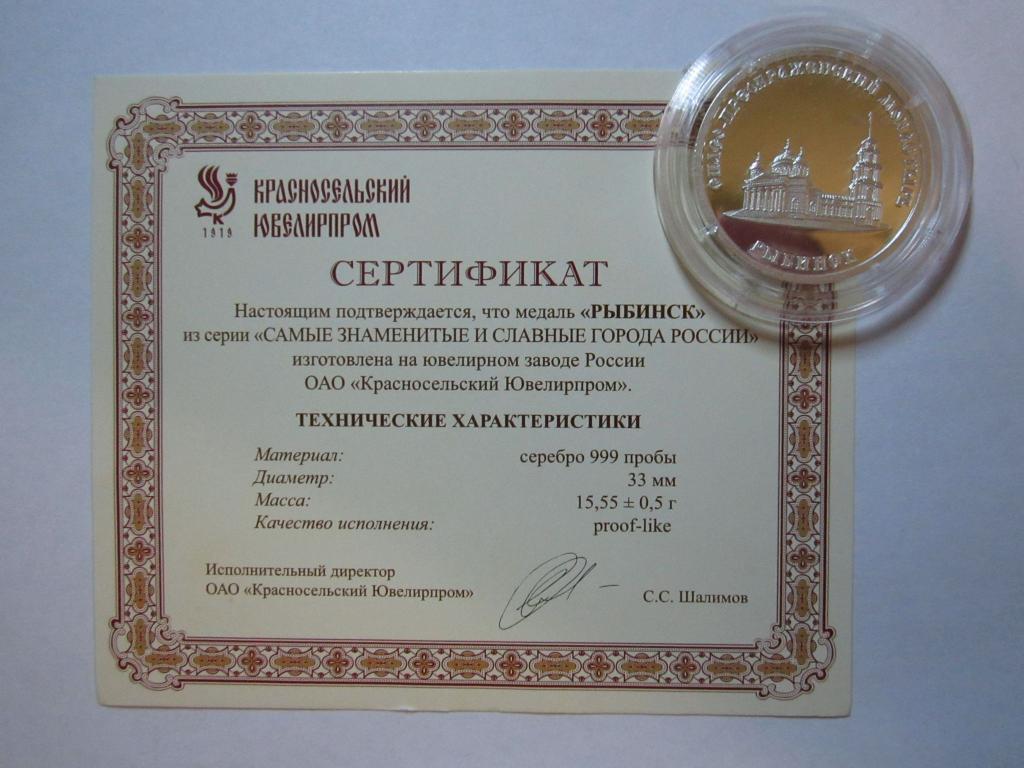 КРАСНОСЕЛЬСКИЙ
ЮВЕЛИРПРОМ
1919
СЕРТИФИКАТ
Настоящим подтверждается, что медаль «РЫБИНСК»
из серии «САМЫЕ ЗНАМЕНИТЫЕ И СЛАВНЫЕ ГОРОДА РОССИИ»
изготовлена на ювелирном заводе России
ОАО «Красносельский Ювелирпром».
ТЕХНИЧЕСКИЕ ХАРАКТЕРИСТИКИ
Материал: серебро 999 пробы
Диаметр: 33 мм
Масса: 15,55 ± 0,5 г
Качество исполнения: proof-like
Исполнительный директор
ОАО «Красносельский Ювелирпром»
С.С. Шалимов
СПАСО-ПРЕОБРАЖЕНСКИЙ
РЫБИНСК